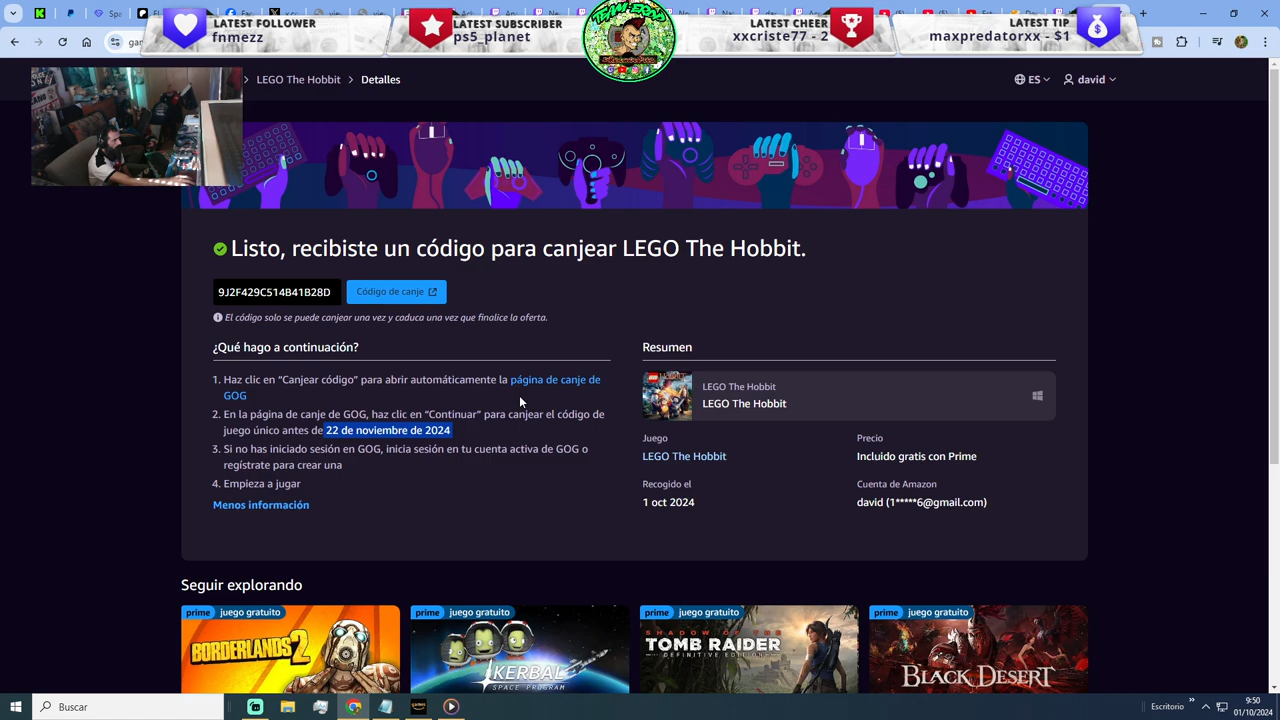 LATEST FOLLOWER
fnmezz
LATEST SUBSCRIBER
ps5_planet
LATEST CHEER
xxcriste77 - 2
LATEST TIP
maxpredatorxx - $1
LEGO The Hobbit
Detalles
ES
david
Listo, recibiste un código para canjear LEGO The Hobbit.
9J2F429C514B41B28D
Código de canje
El código solo se puede canjear una vez y caduca una vez que finalice la oferta.
¿Qué hago a continuación?
1. Haz clic en “Canjear código” para abrir automáticamente la página de canje de
GOG
2. En la página de canje de GOG, haz clic en “Continuar” para canjear el código de
juego único antes de 22 de noviembre de 2024
3. Si no has iniciado sesión en GOG, inicia sesión en tu cuenta activa de GOG o
regístrate para crear una
4. Empieza a jugar
Menos información
Resumen
LEGO The Hobbit
LEGO The Hobbit
Juego
LEGO The Hobbit
Precio
Incluido gratis con Prime
Recogido el
1 oct 2024
Cuenta de Amazon
david (1*****6@gmail.com)
Seguir explorando
prime juego gratuito
prime juego gratuito
prime juego gratuito
prime juego gratuito
BORDERLANDS 2
KERBAL
SPACE PROGRAM
SHADOW OF THE
TOMB RAIDER
DEFINITIVE EDITION
BLACK DESERT
Buscar
Escritorio
9:50
01/10/2024